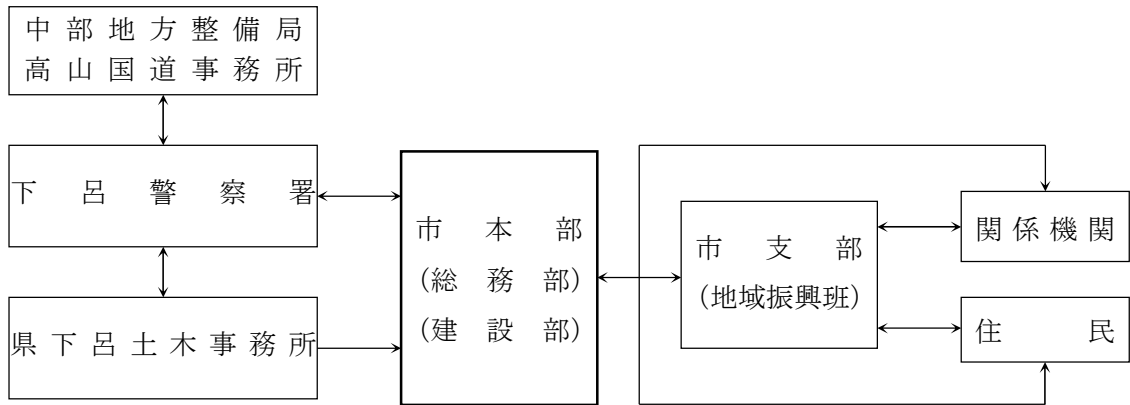 中部地方整備局
高山国道事務所
下呂警察署
県下呂土木事務所
市本部
(総務部)
(建設部)
市支部
(地域振興班)
関係機関
住民